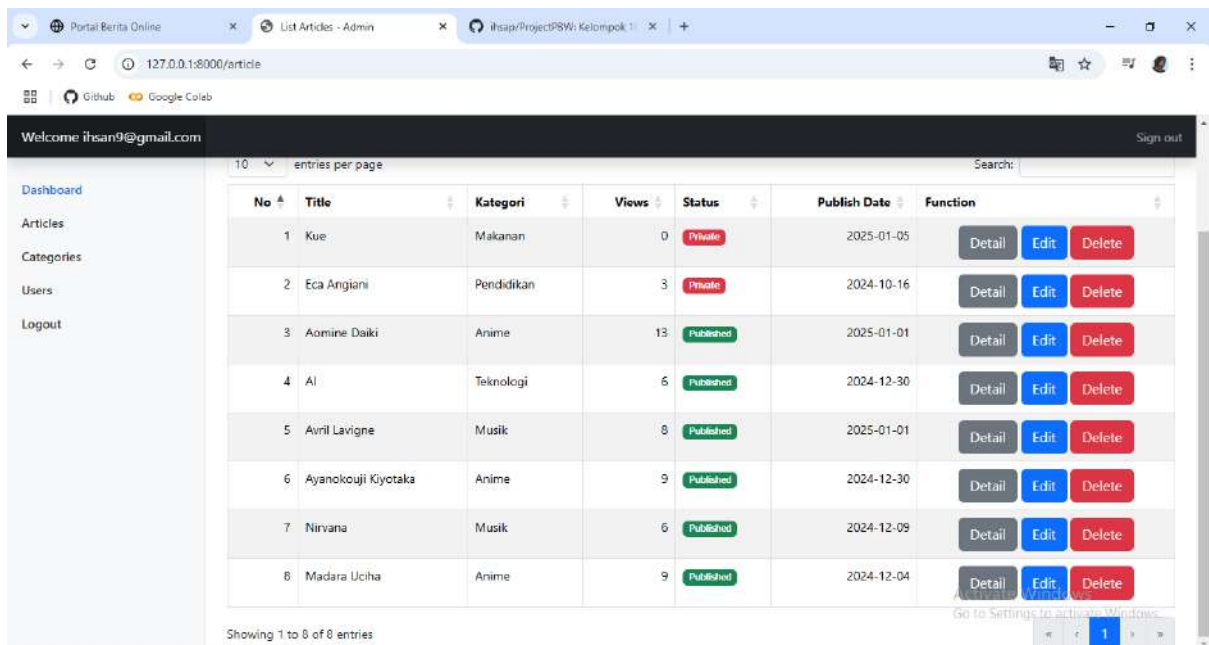 Portal Berita Online
List Articles - Admin
ihsap/ProjectPBW: Kelompok 1
127.0.0.1:8000/article
Github Google Colab
Welcome ihsan9@gmail.com Sign out
10 entries per page Search:
Dashboard
Articles
Categories
Users
Logout
No Title Kategori Views Status Publish Date Function
1 Kue Makanan 0 Private 2025-01-05 Detail Edit Delete
2 Eca Angiani Pendidikan 3 Private 2024-10-16 Detail Edit Delete
3 Aomine Daiki Anime 13 Published 2025-01-01 Detail Edit Delete
4 AI Teknologi 6 Published 2024-12-30 Detail Edit Delete
5 Avril Lavigne Musik 8 Published 2025-01-01 Detail Edit Delete
6 Ayanokouji Kiyotaka Anime 9 Published 2024-12-30 Detail Edit Delete
7 Nirvana Musik 6 Published 2024-12-09 Detail Edit Delete
8 Madara Uciha Anime 9 Published 2024-12-04 Detail Edit Delete
Activate Windows
Go to Settings to activate Windows.
Showing 1 to 8 of 8 entries « ‹ 1 › »